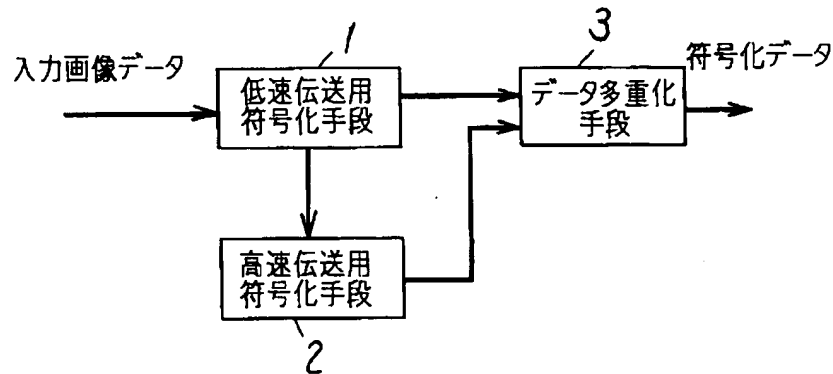 1
入力画像データ
低速伝送用
符号化手段
3
データ多重化
手段
符号化データ
高速伝送用
符号化手段
2